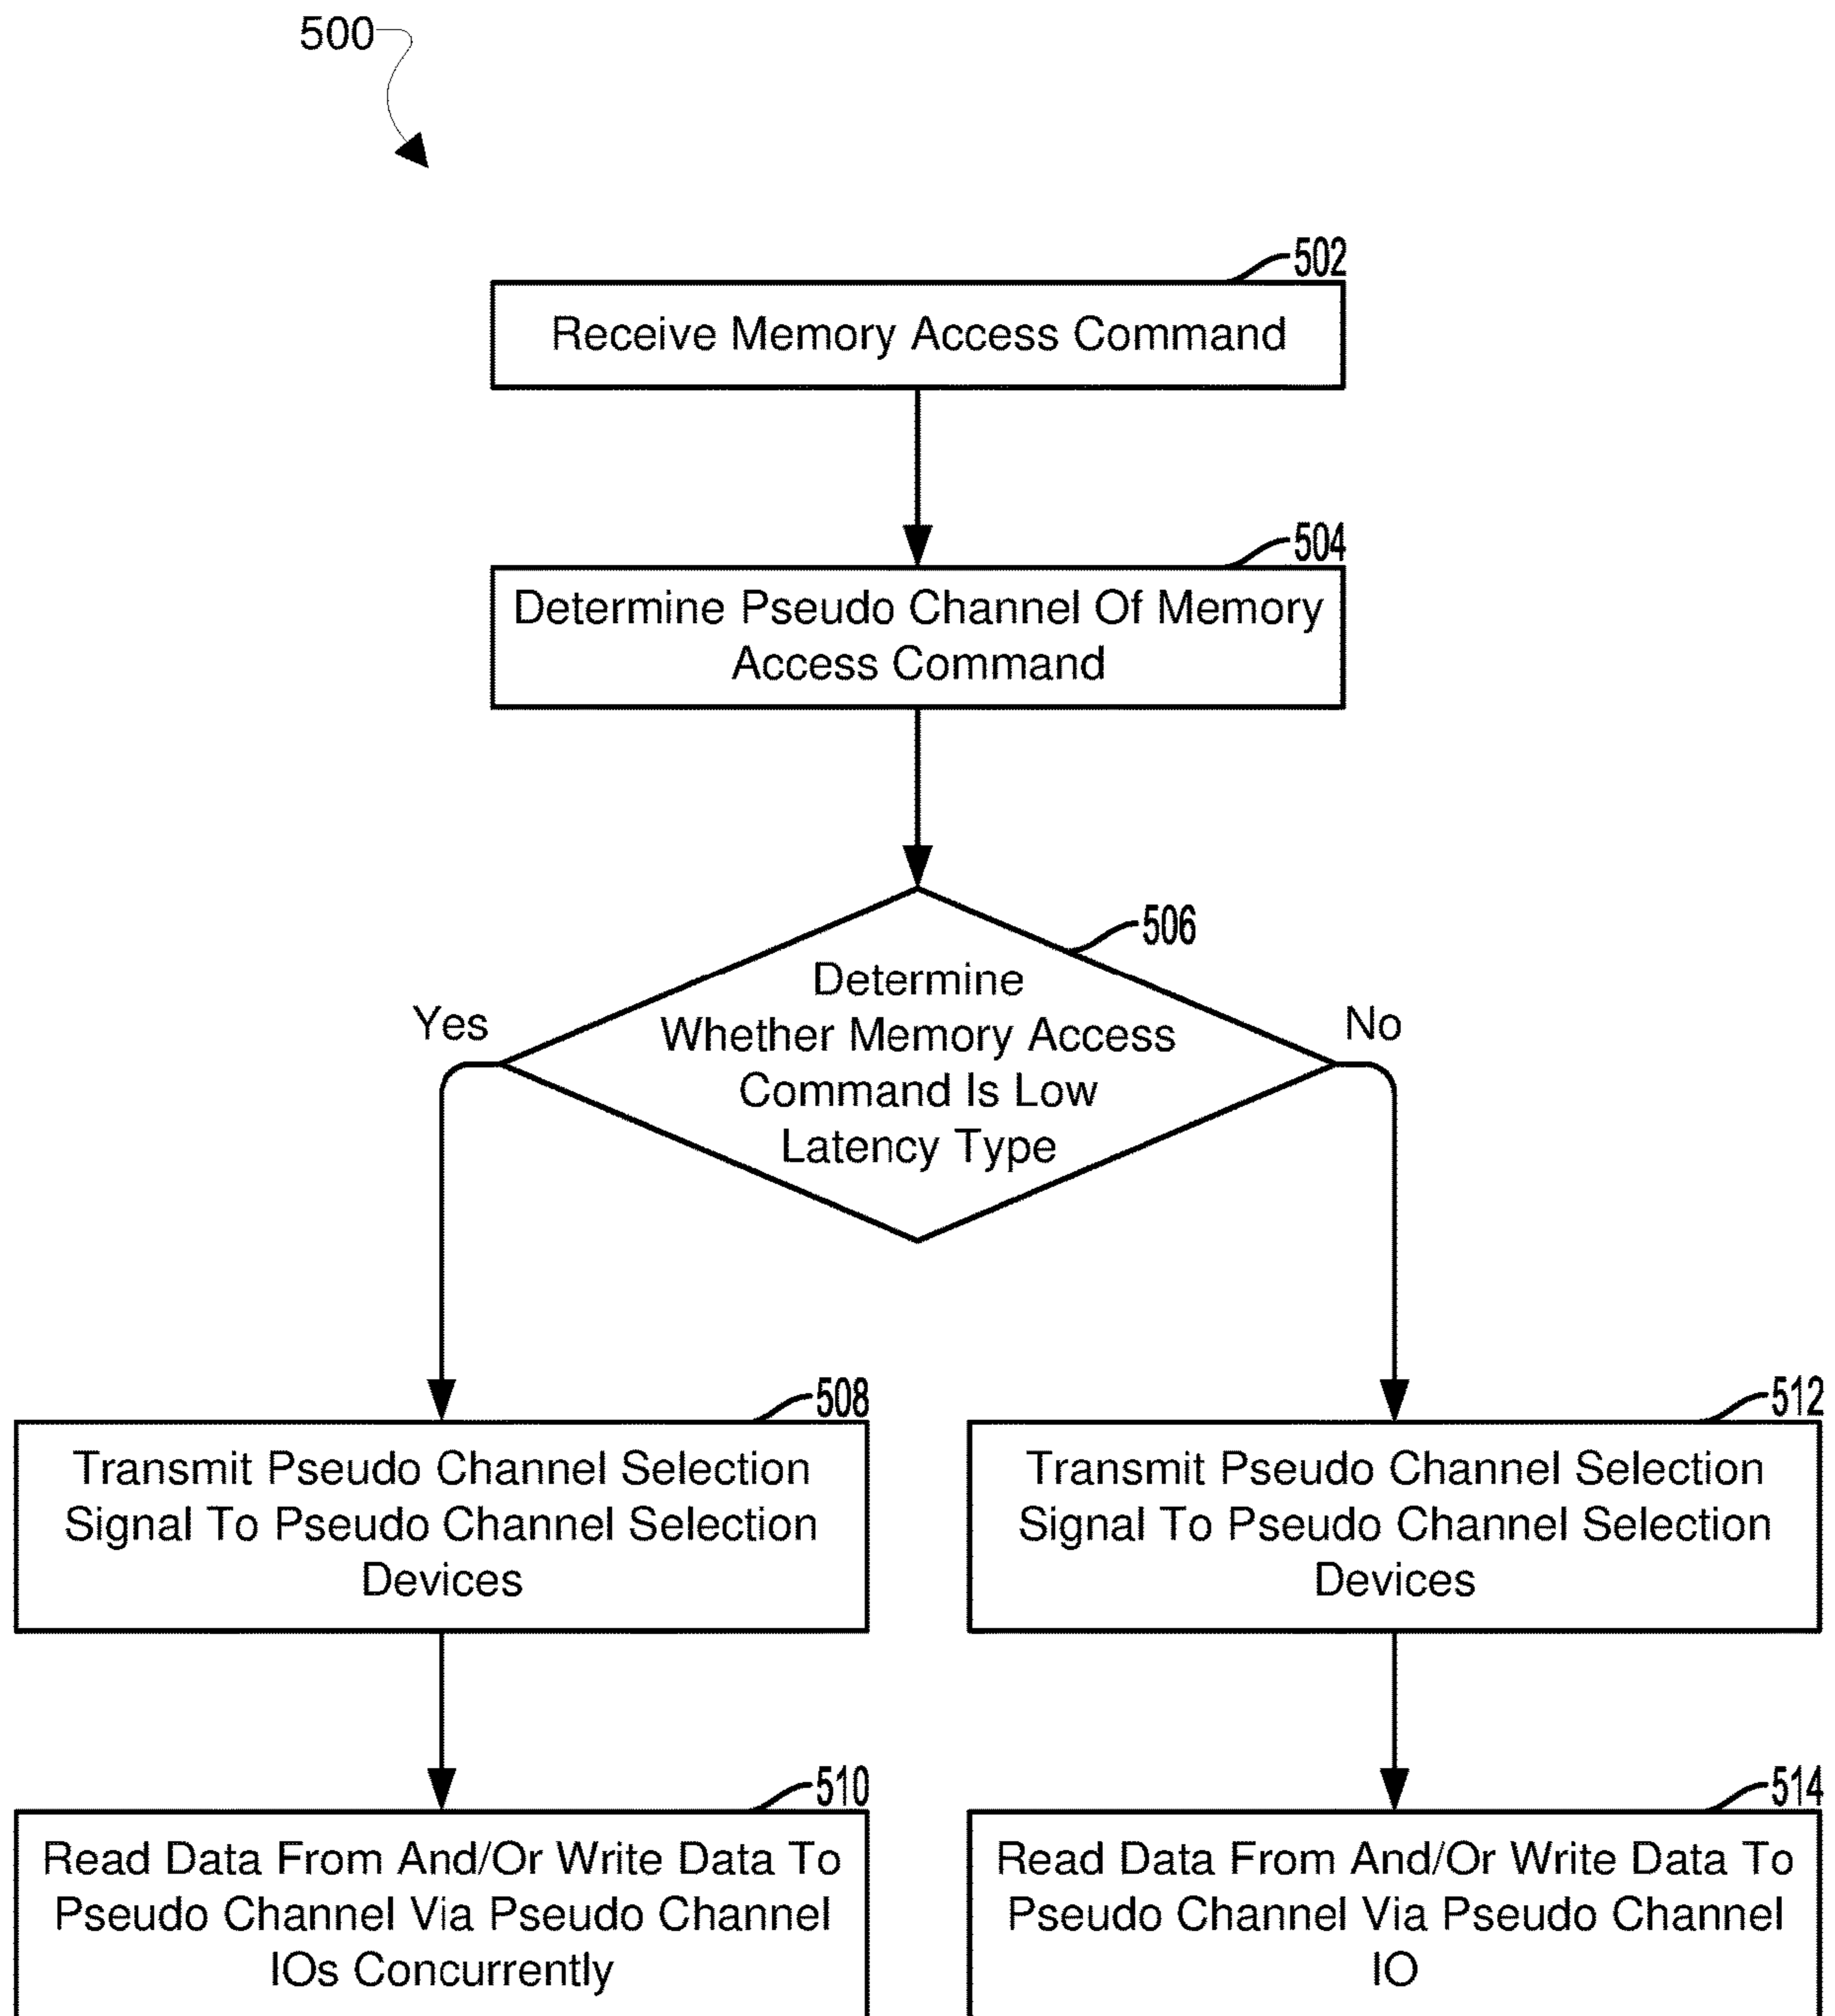 500
502
Receive Memory Access Command
504
Determine Pseudo Channel Of Memory
Access Command
506
Determine
Whether Memory Access
Command Is Low
Latency Type
Yes
No
508
Transmit Pseudo Channel Selection
Signal To Pseudo Channel Selection
Devices
512
Transmit Pseudo Channel Selection
Signal To Pseudo Channel Selection
Devices
510
Read Data From And/Or Write Data To
Pseudo Channel Via Pseudo Channel
IOs Concurrently
514
Read Data From And/Or Write Data To
Pseudo Channel Via Pseudo Channel
IO